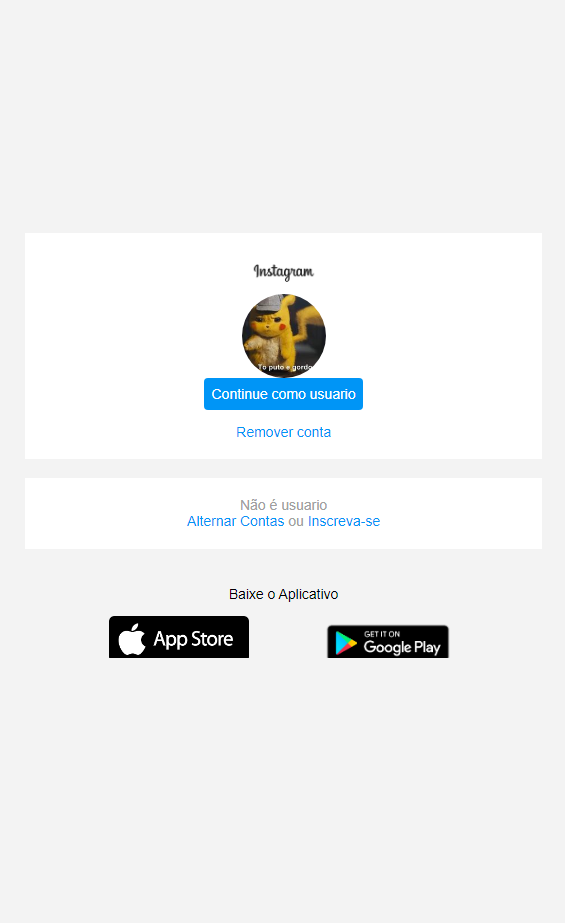 Instagram
Tô puto e gordo
Continue como usuario
Remover conta
Não é usuario
Alternar Contas ou Inscreva-se
Baixe o Aplicativo
App Store
GET IT ON
Google Play